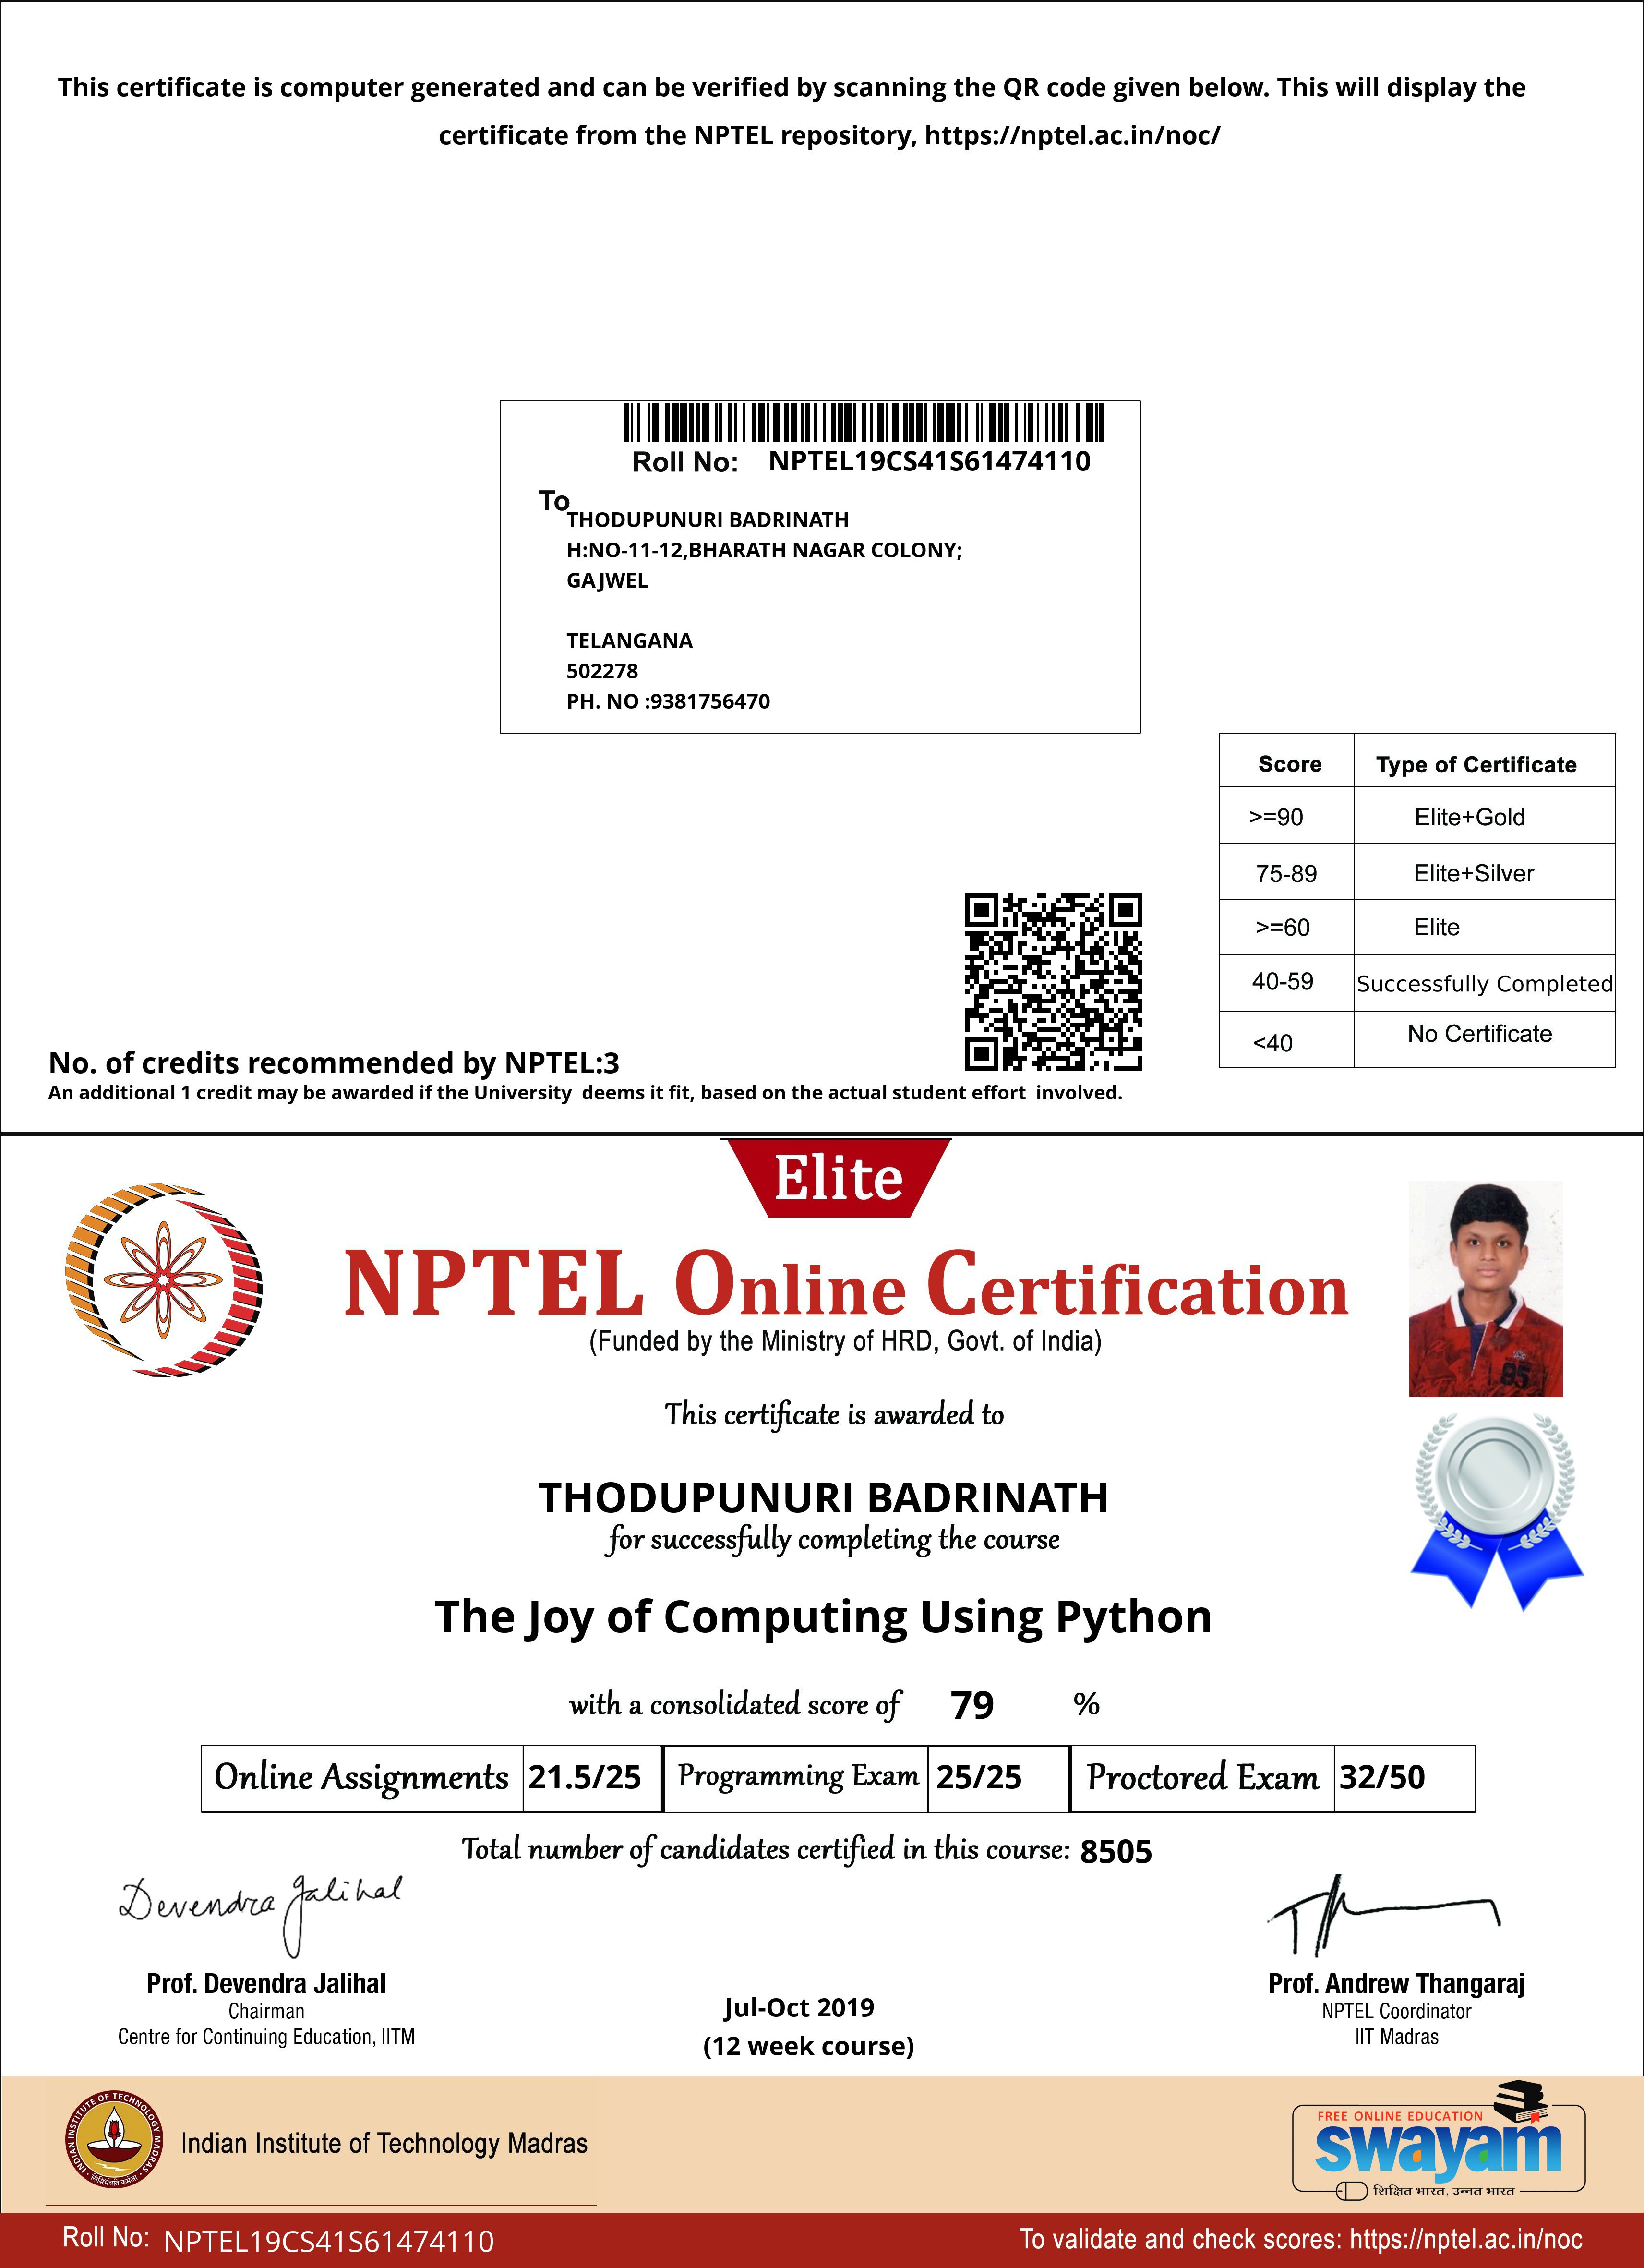 This certificate is computer generated and can be verified by scanning the QR code given below. This will display the
certificate from the NPTEL repository, https://nptel.ac.in/noc/
Roll No: NPTEL19CS41S61474110
To
THODUPUNURI BADRINATH
H:NO-11-12,BHARATH NAGAR COLONY;
GAJWEL
TELANGANA
502278
PH. NO :9381756470
Score Type of Certificate
>=90 Elite+Gold
75-89 Elite+Silver
>=60 Elite
40-59 Successfully Completed
<40 No Certificate
No. of credits recommended by NPTEL:3
An additional 1 credit may be awarded if the University deems it fit, based on the actual student effort involved.
Elite
NPTEL Online Certification
(Funded by the Ministry of HRD, Govt. of India)
This certificate is awarded to
THODUPUNURI BADRINATH
for successfully completing the course
The Joy of Computing Using Python
with a consolidated score of 79 %
Online Assignments 21.5/25 Programming Exam 25/25 Proctored Exam 32/50
Total number of candidates certified in this course: 8505
Devendra Jalihal
Prof. Devendra Jalihal
Chairman
Centre for Continuing Education, IITM
Jul-Oct 2019
(12 week course)
Prof. Andrew Thangaraj
NPTEL Coordinator
IIT Madras
INDIAN INSTITUTE OF TECHNOLOGY MADRAS
सिद्धिर्भवति कर्मजा
Indian Institute of Technology Madras
FREE ONLINE EDUCATION
swayam
शिक्षित भारत, उन्नत भारत
Roll No: NPTEL19CS41S61474110
To validate and check scores: https://nptel.ac.in/noc